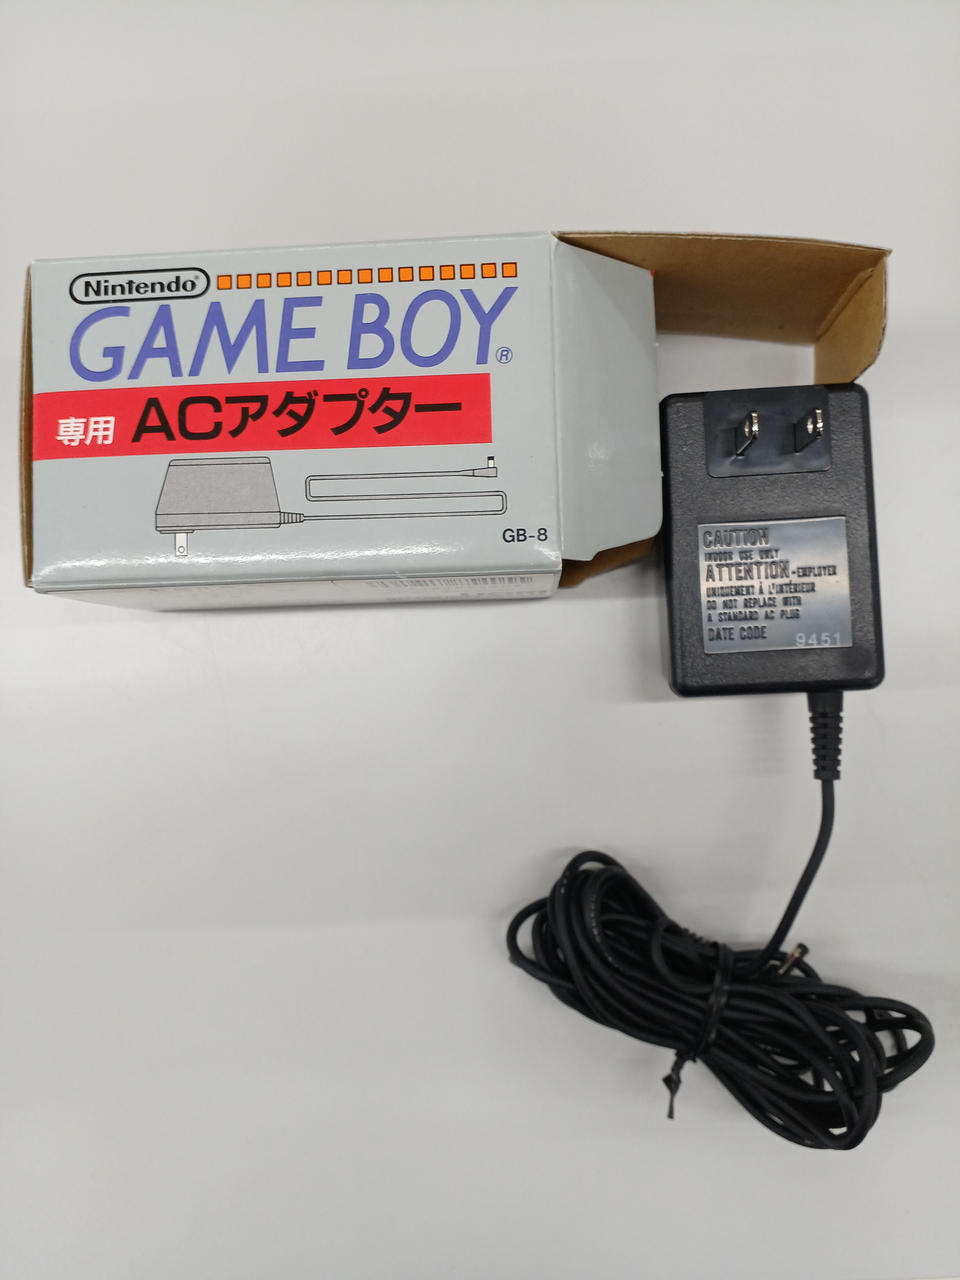 Nintendo®
GAME BOY®
専用 ACアダプター
GB-8
CAUTION
INDOOR USE ONLY
ATTENTION-EMPLOYER
UNIQUEMENT À L'INTÉRIEUR
DO NOT REPLACE WITH
A STANDARD AC PLUG
DATE CODE 9451